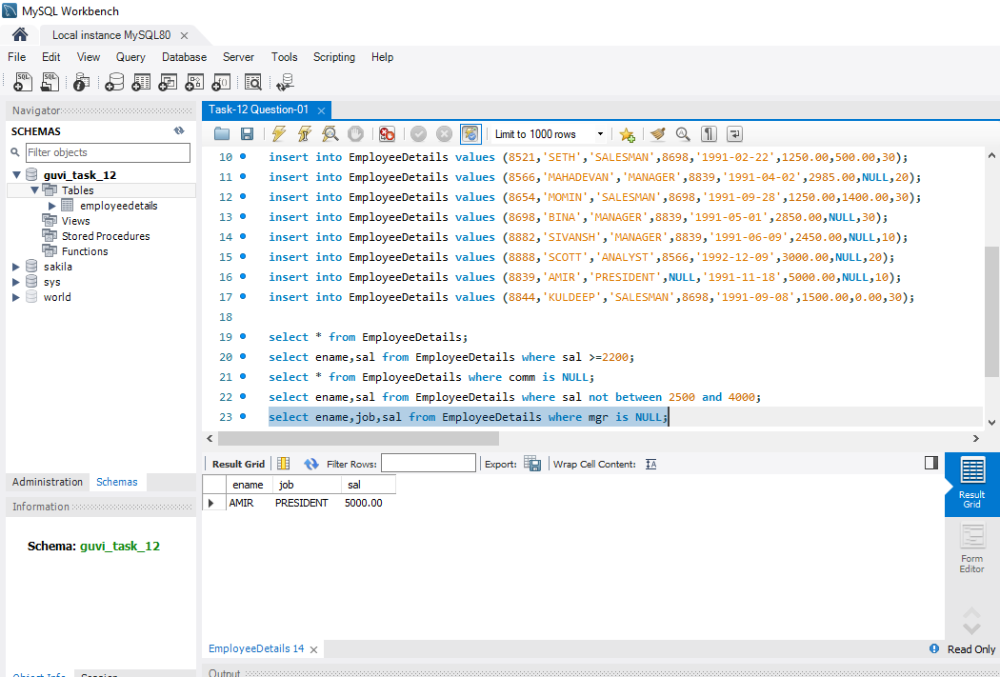 MySQL Workbench
Local instance MySQL80
File Edit View Query Database Server Tools Scripting Help
Navigator
SCHEMAS
Filter objects
guvi_task_12
Tables
employeedetails
Views
Stored Procedures
Functions
sakila
sys
world
Administration Schemas
Information
Schema: guvi_task_12
Object Info Session
Task-12 Question-01
Limit to 1000 rows
10 insert into EmployeeDetails values (8521,'SETH','SALESMAN',8698,'1991-02-22',1250.00,500.00,30);
11 insert into EmployeeDetails values (8566,'MAHADEVAN','MANAGER',8839,'1991-04-02',2985.00,NULL,20);
12 insert into EmployeeDetails values (8654,'MOMIN','SALESMAN',8698,'1991-09-28',1250.00,1400.00,30);
13 insert into EmployeeDetails values (8698,'BINA','MANAGER',8839,'1991-05-01',2850.00,NULL,30);
14 insert into EmployeeDetails values (8882,'SIVANSH','MANAGER',8839,'1991-06-09',2450.00,NULL,10);
15 insert into EmployeeDetails values (8888,'SCOTT','ANALYST',8566,'1992-12-09',3000.00,NULL,20);
16 insert into EmployeeDetails values (8839,'AMIR','PRESIDENT',NULL,'1991-11-18',5000.00,NULL,10);
17 insert into EmployeeDetails values (8844,'KULDEEP','SALESMAN',8698,'1991-09-08',1500.00,0.00,30);
18
19 select * from EmployeeDetails;
20 select ename,sal from EmployeeDetails where sal >=2200;
21 select * from EmployeeDetails where comm is NULL;
22 select ename,sal from EmployeeDetails where sal not between 2500 and 4000;
23 select ename,job,sal from EmployeeDetails where mgr is NULL;
Result Grid Filter Rows: Export: Wrap Cell Content:
ename job sal
AMIR PRESIDENT 5000.00
Result
Grid
Form
Editor
EmployeeDetails 14
Read Only
Output